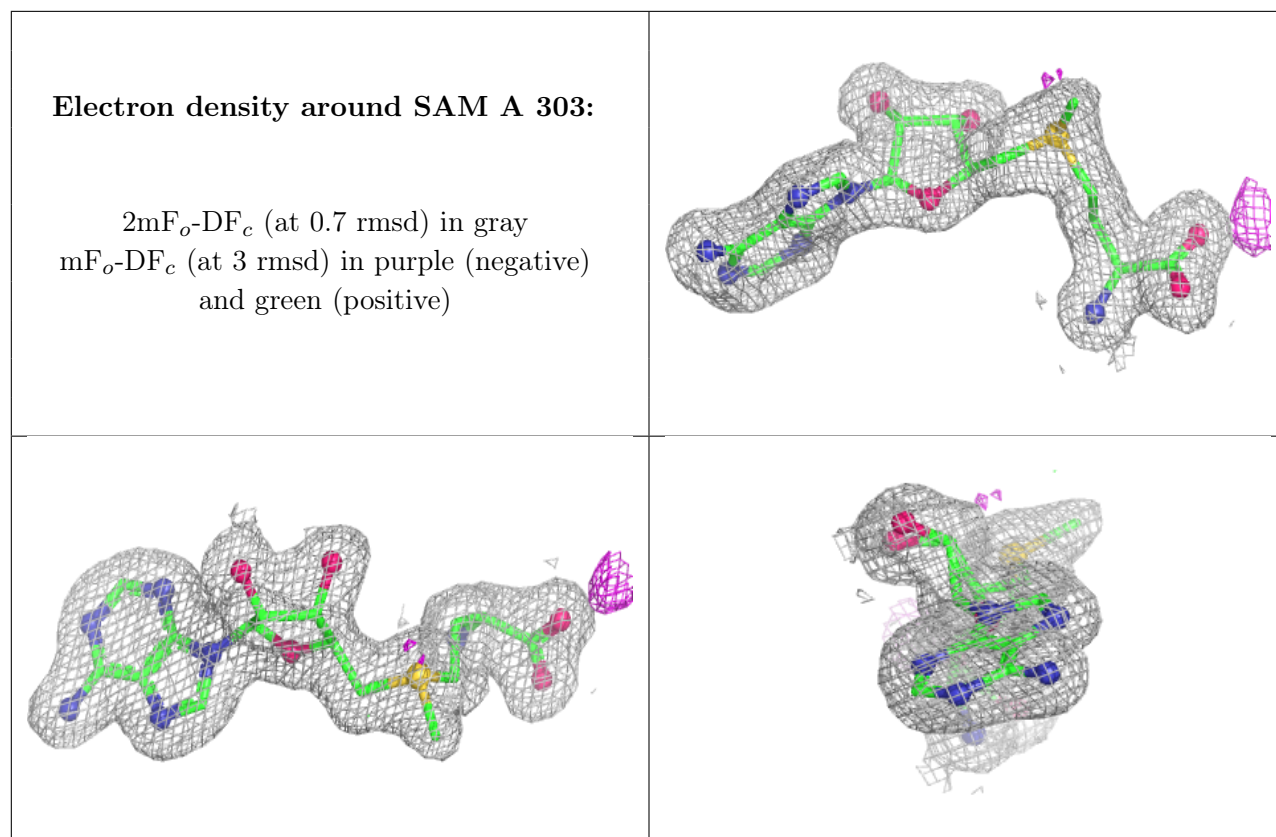 Electron density around SAM A 303:
2mFo-DFc (at 0.7 rmsd) in gray
mFo-DFc (at 3 rmsd) in purple (negative)
and green (positive)